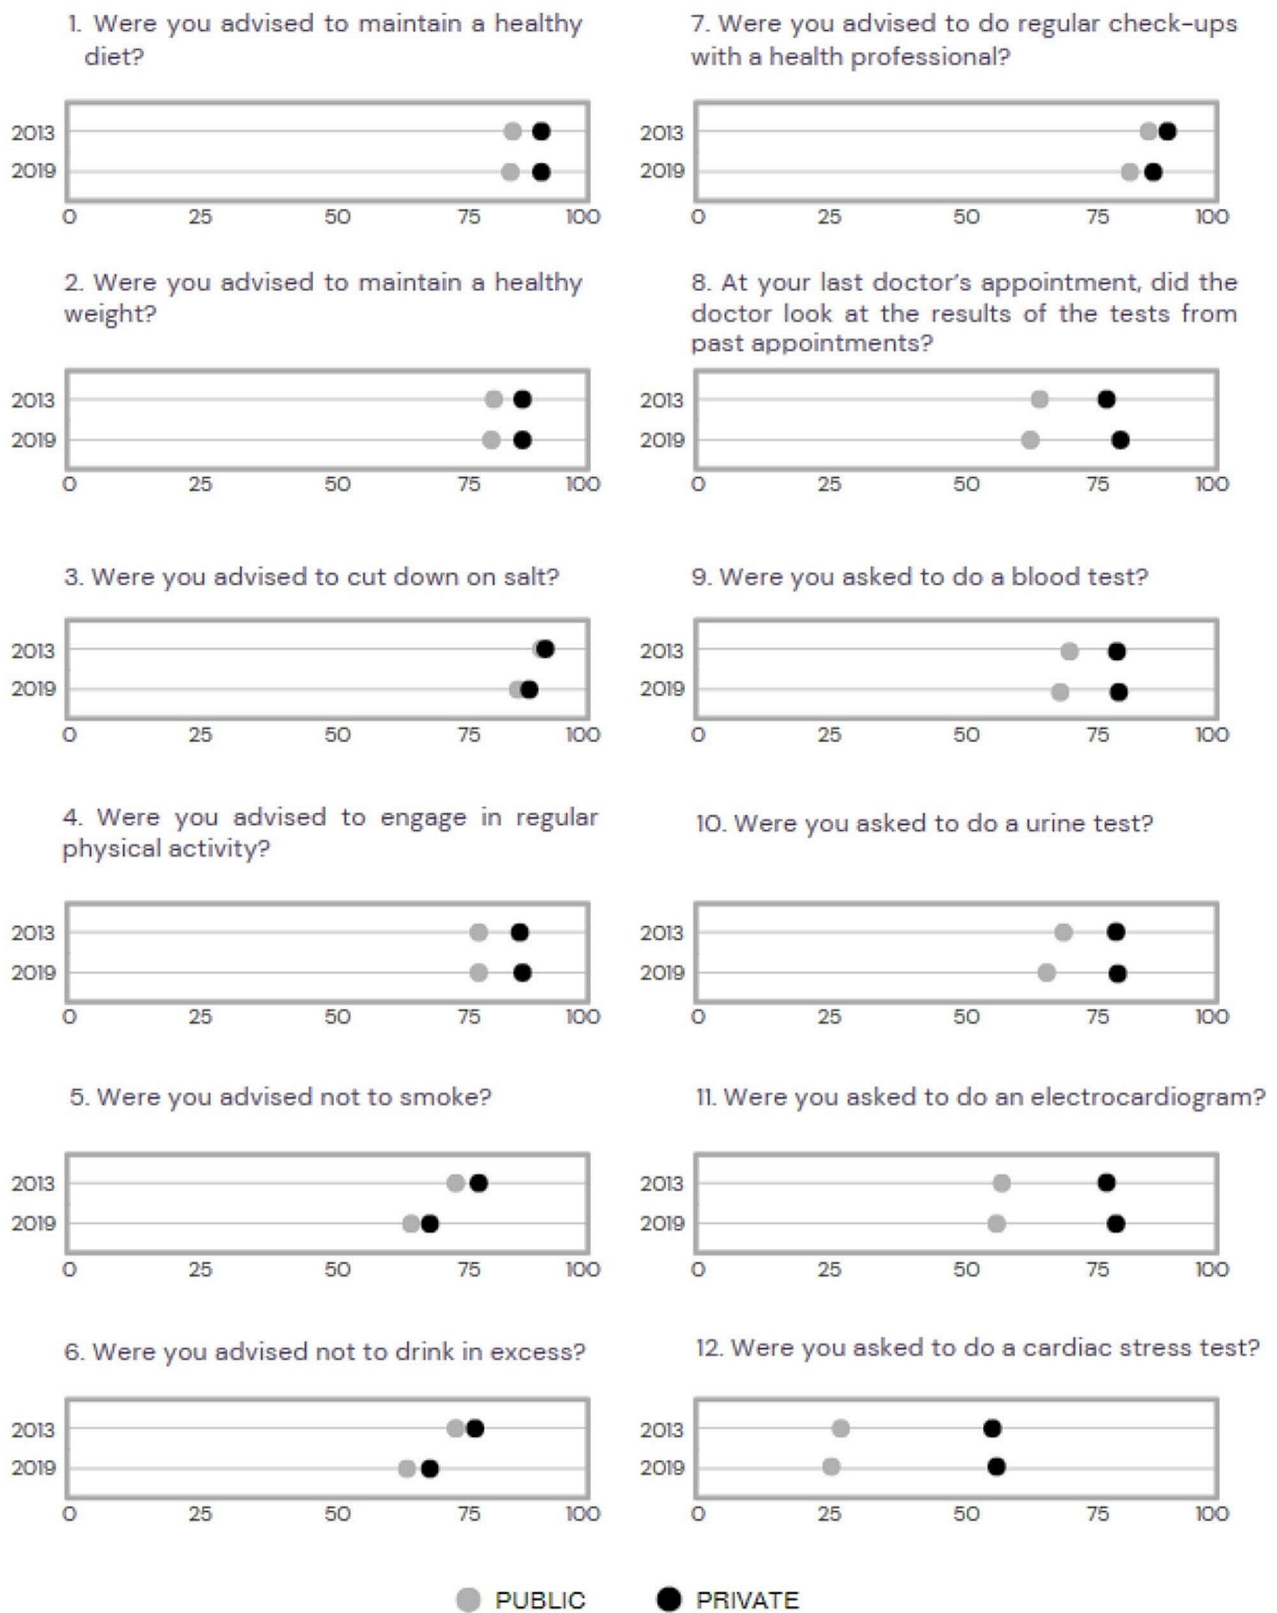 1. Were you advised to maintain a healthy
diet?
2013
2019
0 25 50 75 100
2. Were you advised to maintain a healthy
weight?
2013
2019
0 25 50 75 100
3. Were you advised to cut down on salt?
2013
2019
0 25 50 75 100
4. Were you advised to engage in regular
physical activity?
2013
2019
0 25 50 75 100
5. Were you advised not to smoke?
2013
2019
0 25 50 75 100
6. Were you advised not to drink in excess?
2013
2019
0 25 50 75 100
7. Were you advised to do regular check-ups
with a health professional?
2013
2019
0 25 50 75 100
8. At your last doctor's appointment, did the
doctor look at the results of the tests from
past appointments?
2013
2019
0 25 50 75 100
9. Were you asked to do a blood test?
2013
2019
0 25 50 75 100
10. Were you asked to do a urine test?
2013
2019
0 25 50 75 100
11. Were you asked to do an electrocardiogram?
2013
2019
0 25 50 75 100
12. Were you asked to do a cardiac stress test?
2013
2019
0 25 50 75 100
PUBLIC PRIVATE